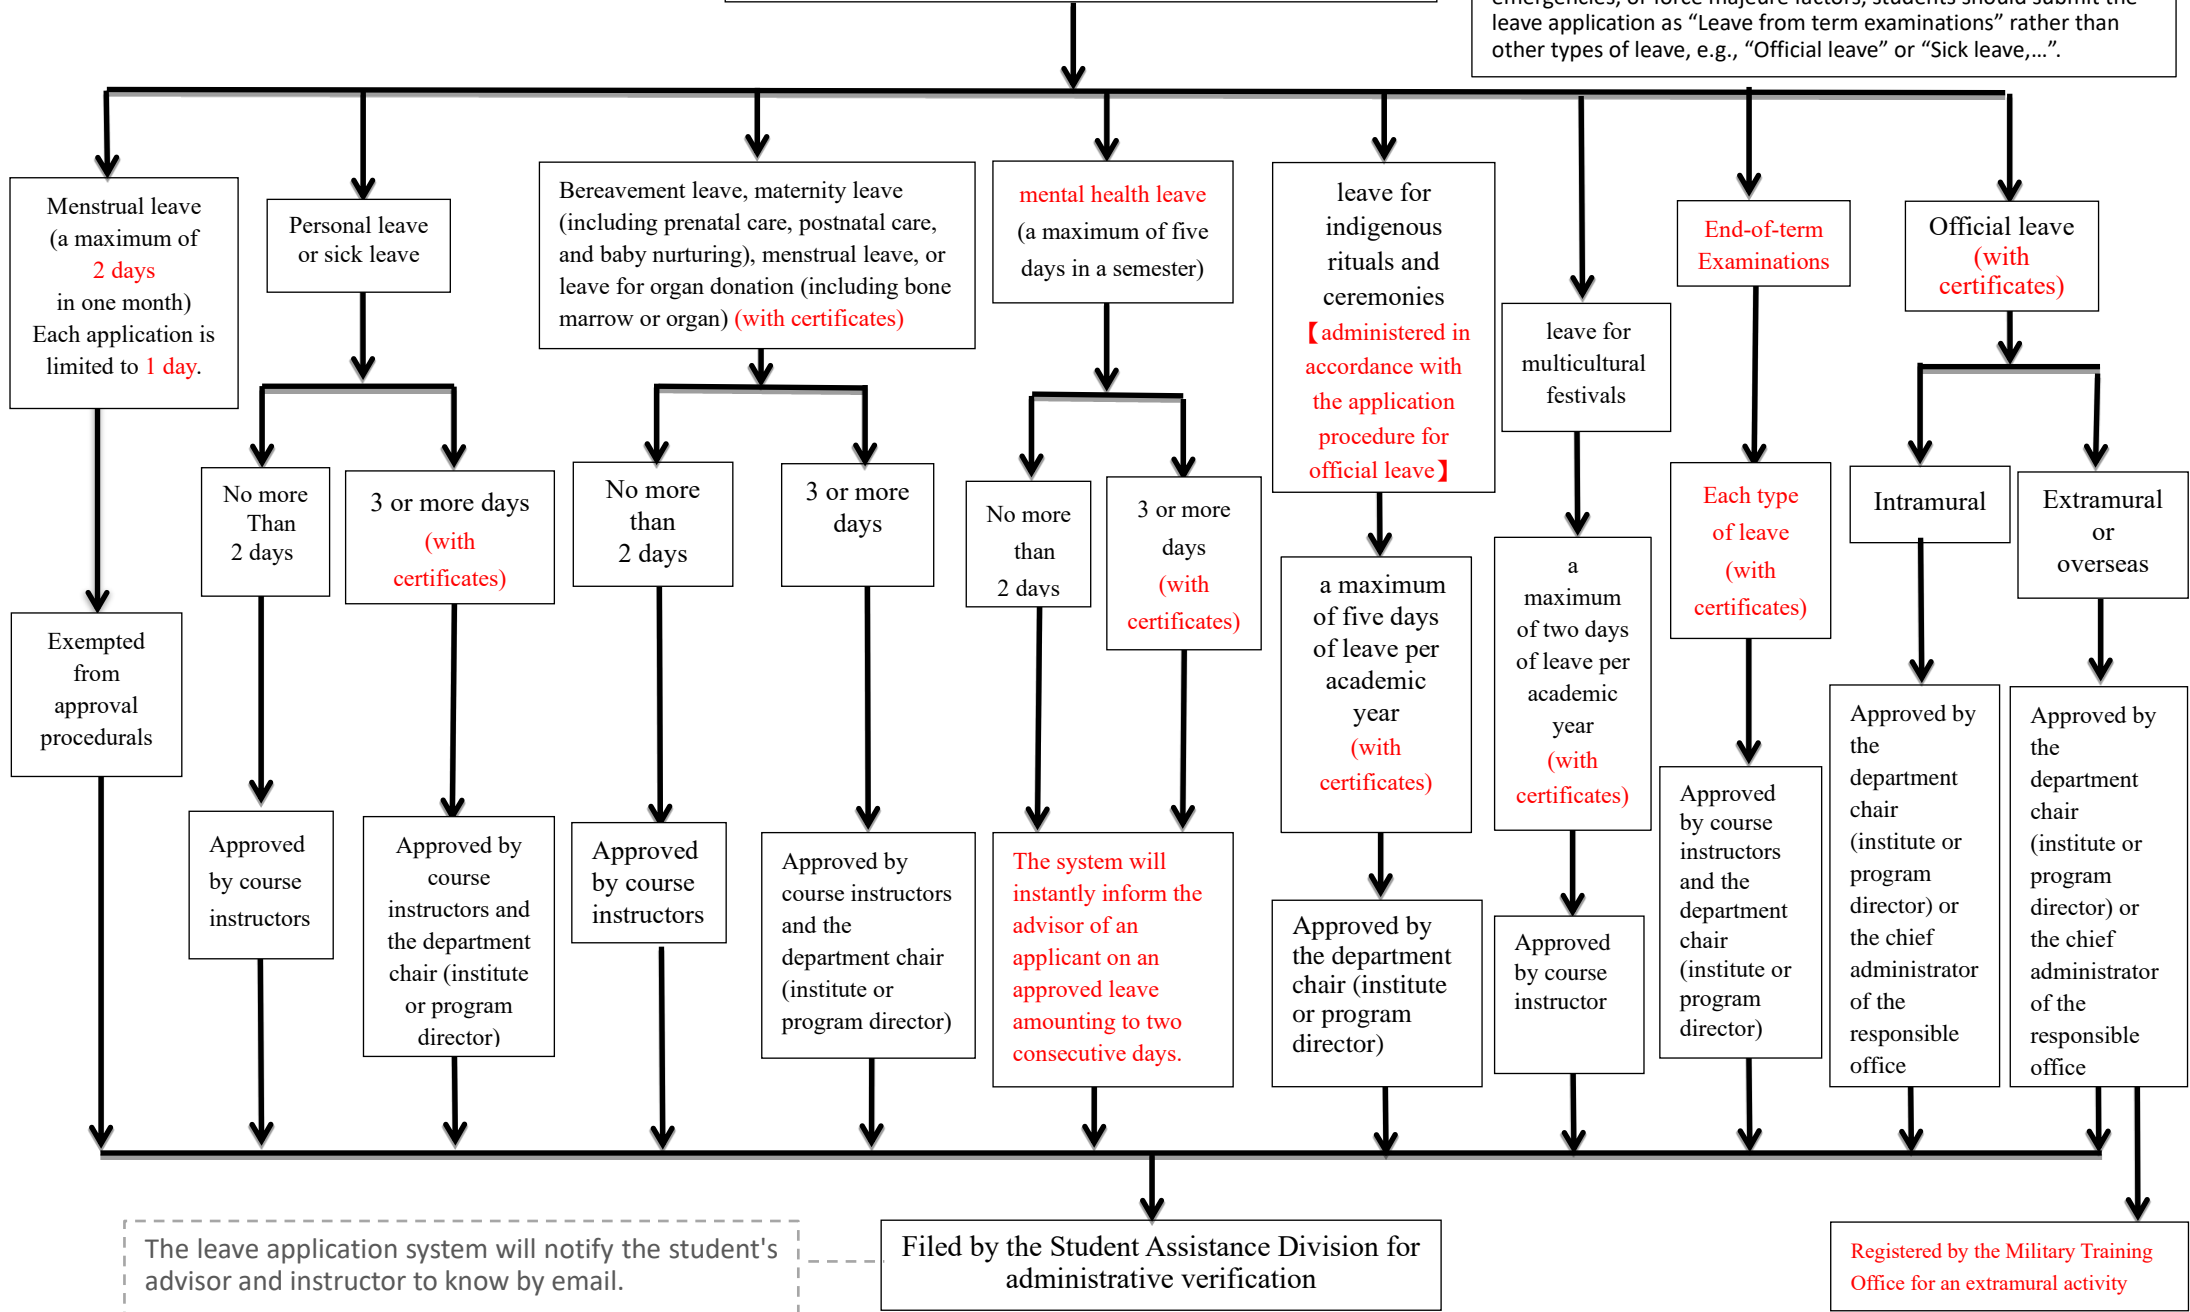 emergencies, or force majeure factors, students should submit the
leave application as “Leave from term examinations” rather than
other types of leave, e.g., “Official leave” or “Sick leave,...”.
Menstrual leave
(a maximum of
2 days
in one month)
Each application is
limited to 1 day.
Personal leave
or sick leave
Bereavement leave, maternity leave
(including prenatal care, postnatal care,
and baby nurturing), menstrual leave, or
leave for organ donation (including bone
marrow or organ) (with certificates)
mental health leave
(a maximum of five
days in a semester)
leave for
indigenous
rituals and
ceremonies
【administered in
accordance with
the application
procedure for
official leave】
leave for
multicultural
festivals
End-of-term
Examinations
Official leave
(with
certificates)
No more
Than
2 days
3 or more days
(with
certificates)
No more
than
2 days
3 or more
days
No more
than
2 days
3 or more
days
(with
certificates)
a maximum
of five days
of leave per
academic
year
(with
certificates)
a
maximum
of two days
of leave per
academic
year
(with
certificates)
Each type
of leave
(with
certificates)
Intramural
Extramural
or
overseas
Exempted
from
approval
procedurals
Approved
by course
instructors
Approved by
course
instructors and
the department
chair (institute
or program
director)
Approved
by course
instructors
Approved by
course instructors
and the
department chair
(institute or
program director)
The system will
instantly inform the
advisor of an
applicant on an
approved leave
amounting to two
consecutive days.
Approved by
the department
chair (institute
or program
director)
Approved
by course
instructor
Approved
by course
instructors
and the
department
chair
(institute or
program
director)
Approved by
the
department
chair
(institute or
program
director) or
the chief
administrator
of the
responsible
office
Approved by
the
department
chair
(institute or
program
director) or
the chief
administrator
of the
responsible
office
The leave application system will notify the student's
advisor and instructor to know by email.
Filed by the Student Assistance Division for
administrative verification
Registered by the Military Training
Office for an extramural activity